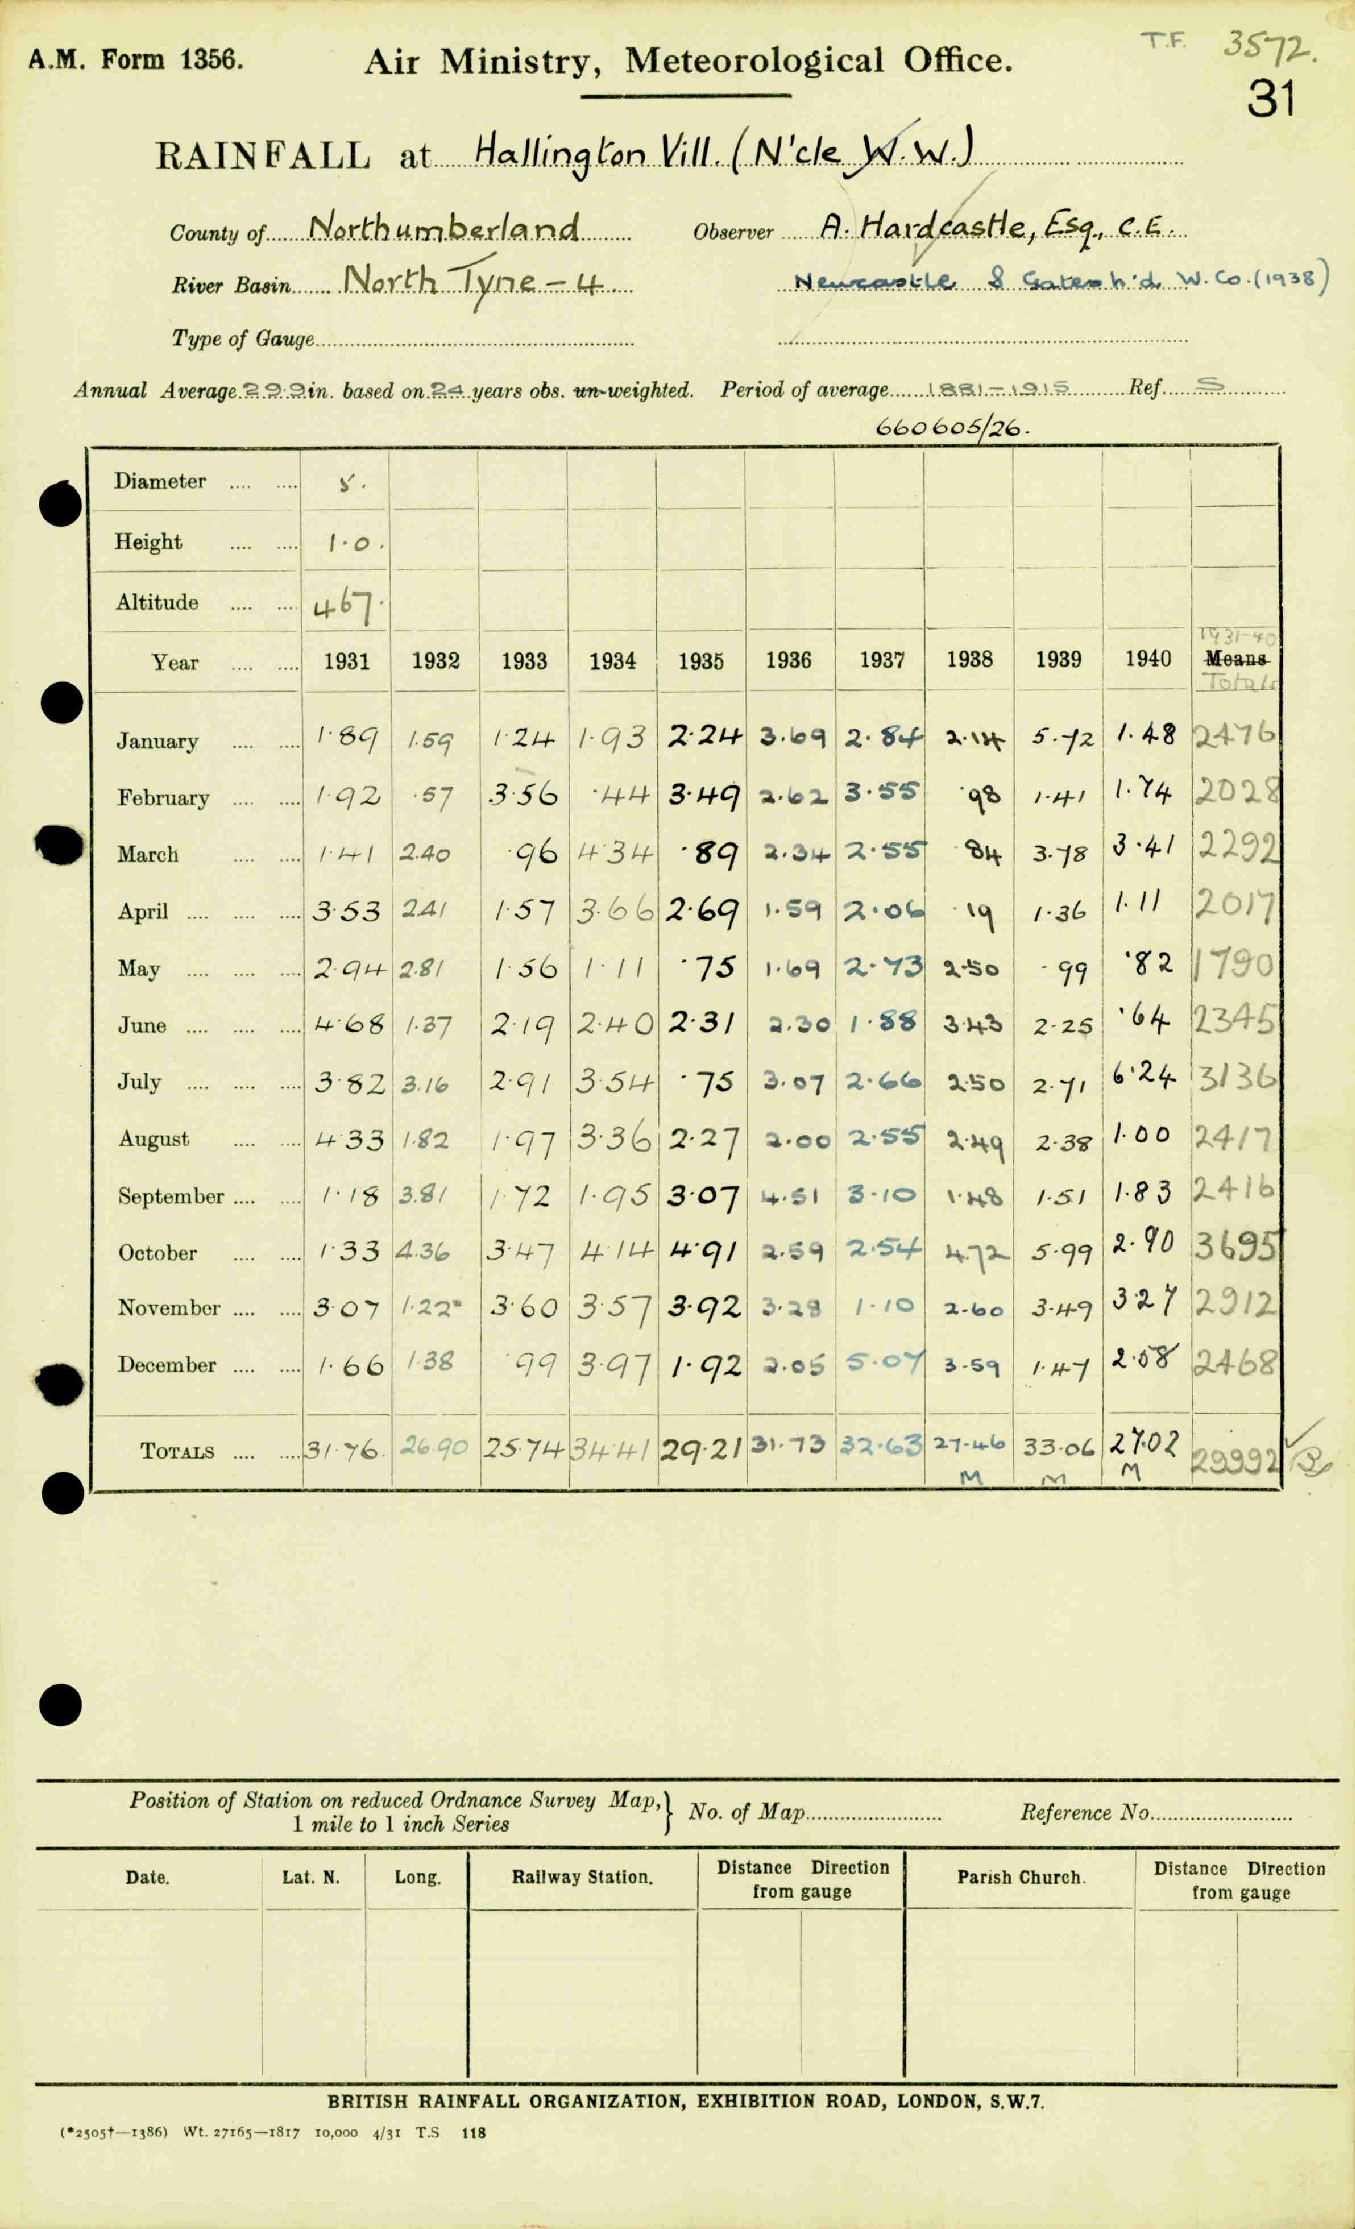 T.F. 3572.
A.M. Form 1356. Air Ministry, Meteorological Office.
31
RAINFALL at Hallington Vill. (N'cle W.W.)
County of Northumberland Observer A. Hardcastle, Esq., C.E.
River Basin North Tyne - 4 Newcastle & Gatesh'd W. Co. (1938)
Type of Gauge
Annual Average 29.9 in. based on 24 years obs. un-weighted. Period of average 1881-1915 Ref. S
660605/26.
Diameter 5.
Height 1.0.
Altitude 467.
1931-40
Year 1931 1932 1933 1934 1935 1936 1937 1938 1939 1940 Means
Totals
January 1.89 1.59 1.24 1.93 2.24 3.69 2.84 2.14 5.72 1.48 2476
February 1.92 .57 3.56 .44 3.49 2.62 3.55 .98 1.41 1.74 2028
March 1.41 2.40 .96 4.34 .89 2.34 2.55 .84 3.78 3.41 2292
April 3.53 2.41 1.57 3.66 2.69 1.59 2.06 .19 1.36 1.11 2017
May 2.94 2.81 1.56 1.11 .75 1.69 2.73 2.50 .99 .82 1790
June 4.68 1.37 2.19 2.40 2.31 2.30 1.88 3.43 2.25 .64 2345
July 3.82 3.16 2.91 3.54 .75 3.07 2.66 2.50 2.71 6.24 3136
August 4.33 1.82 1.97 3.36 2.27 2.00 2.55 2.49 2.38 1.00 2417
September 1.18 3.81 1.72 1.95 3.07 4.51 3.10 1.48 1.51 1.83 2416
October 1.33 4.36 3.47 4.14 4.91 2.59 2.54 4.72 5.99 2.90 3695
November 3.07 1.22 3.60 3.57 3.92 3.28 1.10 2.60 3.49 3.27 2912
December 1.66 1.38 .99 3.97 1.92 2.05 5.07 3.59 1.47 2.58 2468
TOTALS 31.76 26.90 25.74 34.41 29.21 31.73 32.63 27.46 33.06 27.02 29992
M M M
Position of Station on reduced Ordnance Survey Map, } No. of Map Reference No.
1 mile to 1 inch Series
Date. Lat. N. Long. Railway Station. Distance Direction Parish Church. Distance Direction
from gauge from gauge
BRITISH RAINFALL ORGANIZATION, EXHIBITION ROAD, LONDON, S.W.7.
(*2505†—1386) Wt. 27165—1817 10,000 4/31 T.S 118